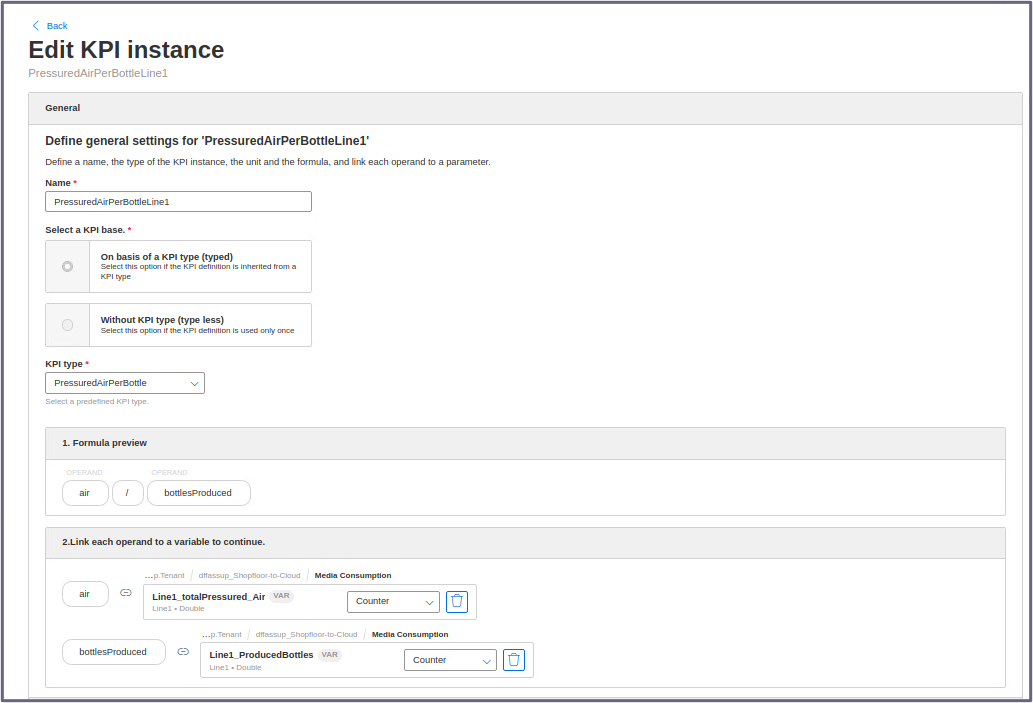 Back
Edit KPI instance
PressuredAirPerBottleLine1
General
Define general settings for 'PressuredAirPerBottleLine1'
Define a name, the type of the KPI instance, the unit and the formula, and link each operand to a parameter.
Name *
PressuredAirPerBottleLine1
Select a KPI base. *
On basis of a KPI type (typed)
Select this option if the KPI definition is inherited from a
KPI type
Without KPI type (type less)
Select this option if the KPI definition is used only once
KPI type *
PressuredAirPerBottle
Select a predefined KPI type.
1. Formula preview
OPERAND OPERAND
air / bottlesProduced
2.Link each operand to a variable to continue.
...p.Tenant / dffassup_Shopfloor-to-Cloud / Media Consumption
air Line1_totalPressured_Air VAR Counter
Line1 • Double
...p.Tenant / dffassup_Shopfloor-to-Cloud / Media Consumption
bottlesProduced Line1_ProducedBottles VAR Counter
Line1 • Double